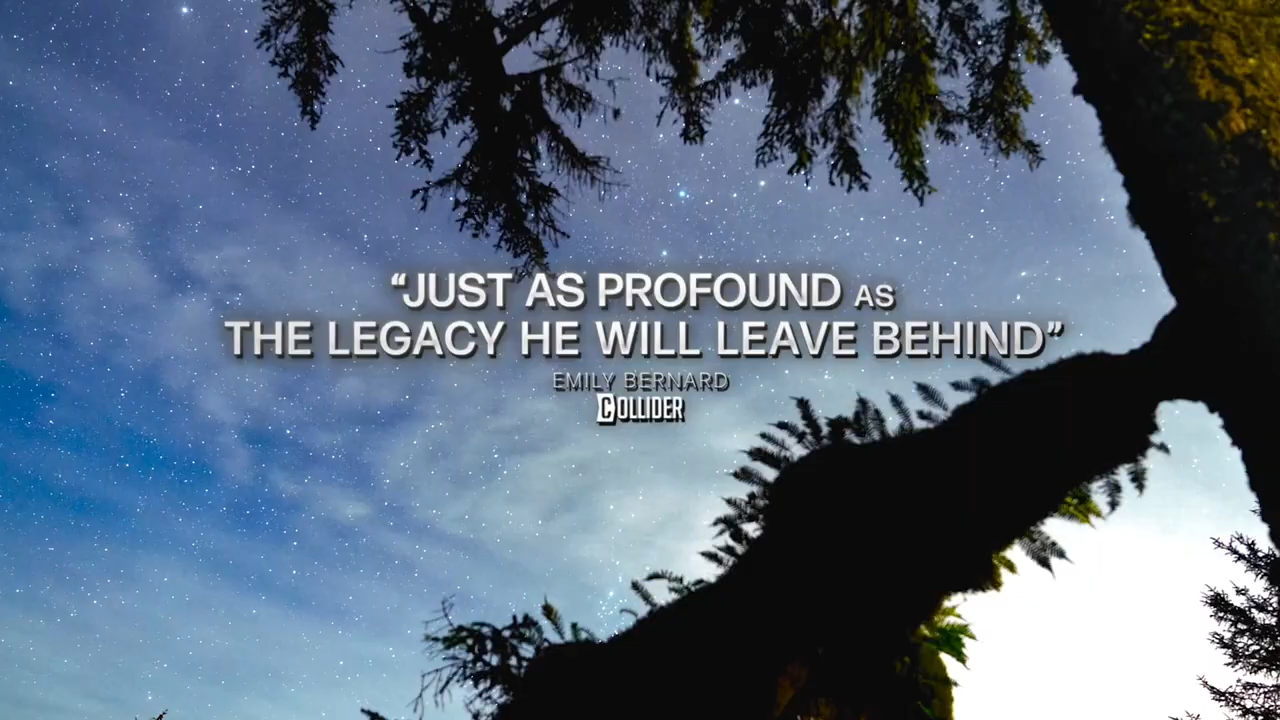 “JUST AS PROFOUND AS
THE LEGACY HE WILL LEAVE BEHIND”
EMILY BERNARD
COLLIDER